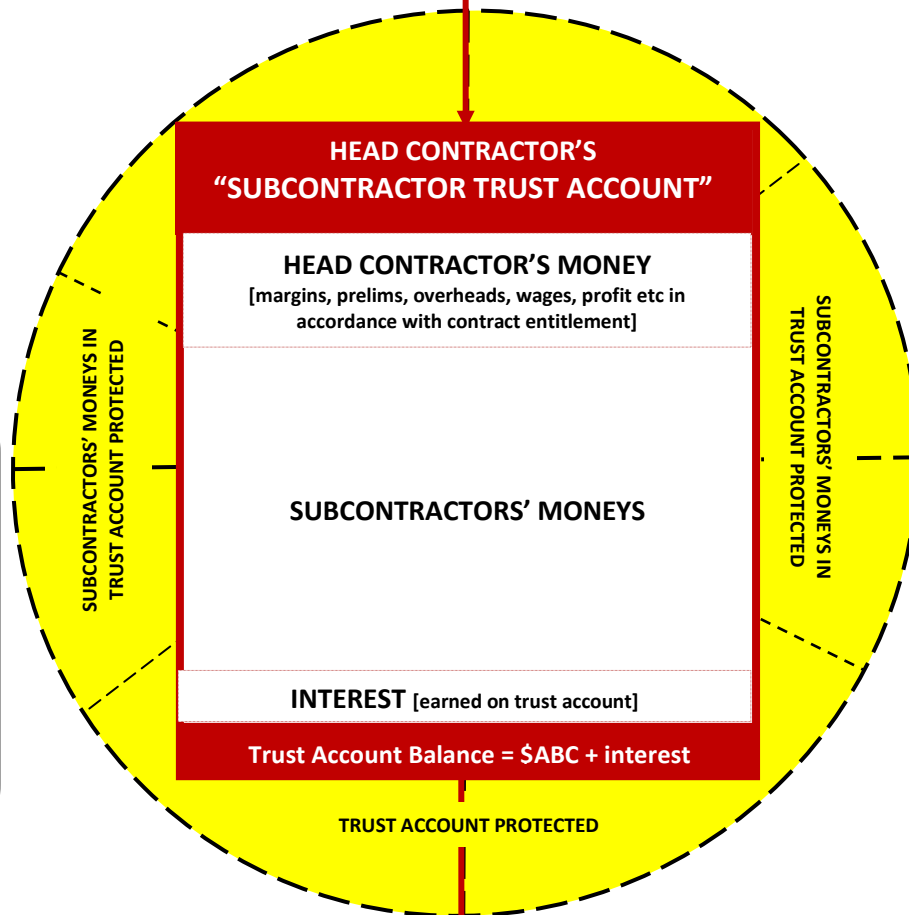 HEAD CONTRACTOR’S
“SUBCONTRACTOR TRUST ACCOUNT”
HEAD CONTRACTOR’S MONEY
[margins, prelims, overheads, wages, profit etc in
accordance with contract entitlement]
SUBCONTRACTORS’ MONEYS IN
TRUST ACCOUNT PROTECTED
SUBCONTRACTORS’ MONEYS
SUBCONTRACTORS’ MONEYS IN
TRUST ACCOUNT PROTECTED
INTEREST [earned on trust account]
Trust Account Balance = $ABC + interest
TRUST ACCOUNT PROTECTED